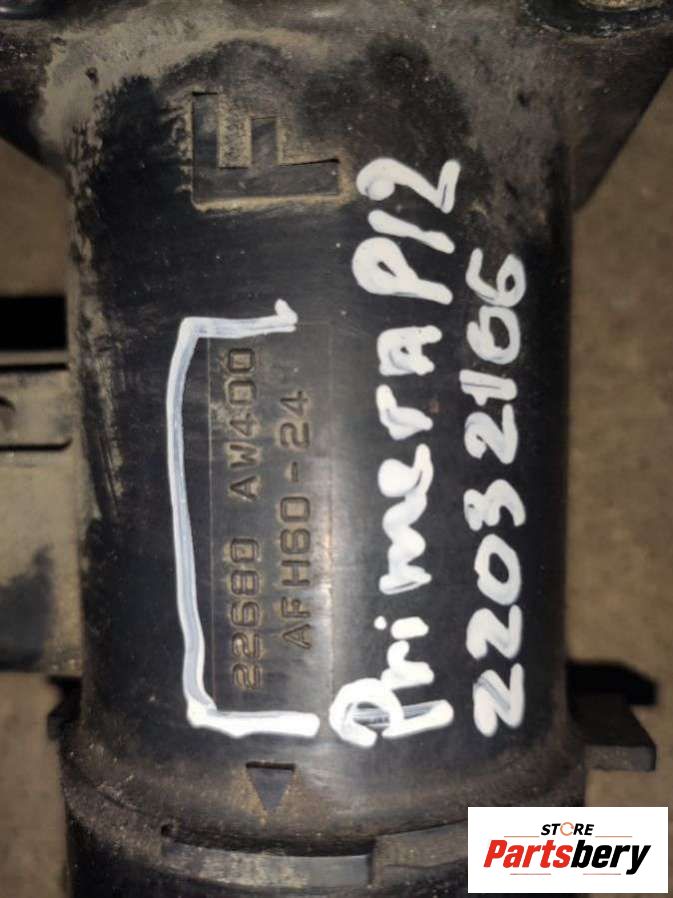 F
22680 AW400
AFH60-24
Primera P12
22032166
STORE
Partsbery